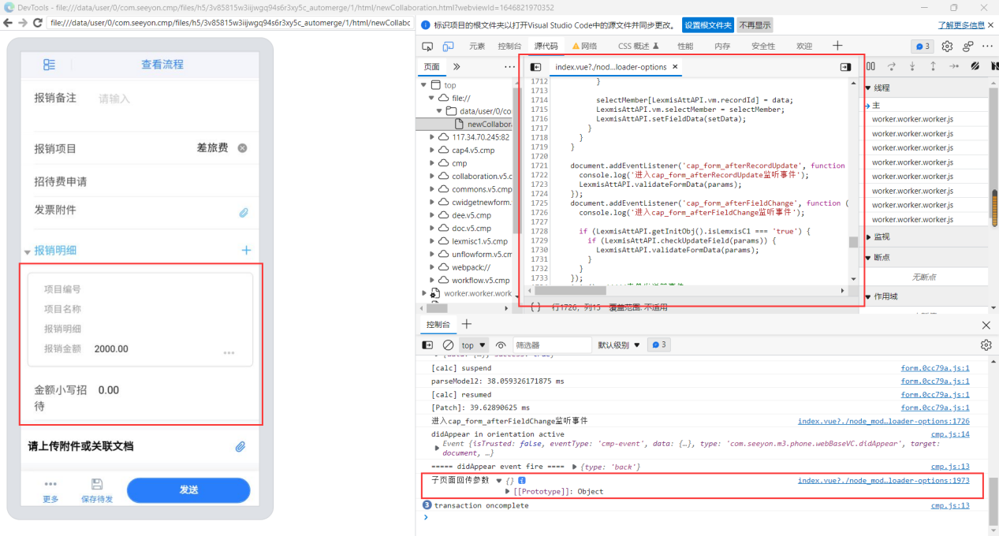 DevTools - file:///data/user/0/com.seeyon.cmp/files/h5/3v85815w3iijwgq94s6r3xy5c_automerge/1/html/newCollaboration.html?webviewId=1646821970352
file:///data/user/0/com.seeyon.cmp/files/h5/3v85815w3iijwgq94s6r3xy5c_automerge/1/html/newCollabc
标识项目的根文件夹以打开Visual Studio Code中的源文件并同步更改。 设置根文件夹 不再显示 了解更多信息
元素 控制台 源代码 网络 CSS 概述 性能 内存 安全性 欢迎 3
查看流程
报销备注 请输入
报销项目 差旅费
招待费申请
发票附件
报销明细
项目编号
项目名称
报销明细
报销金额 2000.00
金额小写招 0.00
待
请上传附件或关联文档
更多 保存待发 发送
页面
top
file://
data/user/0/co
newCollabora
117.34.70.245:82
cap4.v5.cmp
cmp
collaboration.v5.c
commons.v5.cmp
cwidgetnewform.
dee.v5.cmp
doc.v5.cmp
lexmisc1.v5.cmp
unflowform.v5.cm
webpack://
workflow.v5.cmp
worker.worker.work
index.vue?./nod...loader-options
1712 }
1713
1714 selectMember[LexmisAttAPI.vm.recordId] = data;
1715 LexmisAttAPI.vm.selectMember = selectMember;
1716 LexmisAttAPI.setFieldData(setData);
1717 }
1718 }
1719 }
1720
1721 document.addEventListener('cap_form_afterRecordUpdate', function
1722 console.log('进入cap_form_afterRecordUpdate监听事件');
1723 LexmisAttAPI.validateFormData(params);
1724 });
1725 document.addEventListener('cap_form_afterFieldChange', function (
1726 console.log('进入cap_form_afterFieldChange监听事件');
1727
1728 if (LexmisAttAPI.getInitObj().isLemxisC1 === 'true') {
1729 if (LexmisAttAPI.checkUpdateField(params)) {
1730 LexmisAttAPI.validateFormData(params);
1731 }
1732 }
1733 });
{ } 行1726，列15 覆盖范围: 不适用
线程
主
worker.worker.worker.js
worker.worker.worker.js
worker.worker.worker.js
worker.worker.worker.js
worker.worker.worker.js
worker.worker.worker.js
worker.worker.worker.js
worker.worker.worker.js
监视
断点
无断点
作用域
控制台
top 筛选器 默认级别 3
[calc] suspend form.0cc79a.js:1
parseModel2: 38.059326171875 ms form.0cc79a.js:1
[calc] resumed form.0cc79a.js:1
[Patch]: 39.62890625 ms form.0cc79a.js:1
进入cap_form_afterFieldChange监听事件 index.vue?./node_mod…loader-options:1726
didAppear in orientation active cmp.js:14
Event {isTrusted: false, eventType: 'cmp-event', data: {…}, type: 'com.seeyon.m3.phone.webBaseVC.didAppear', target:
document, …}
===== didAppear event fire ==== {type: 'back'} cmp.js:13
子页面回传参数 {} index.vue?./node_mod…loader-options:1973
[[Prototype]]: Object
3 transaction oncomplete cmp.js:13